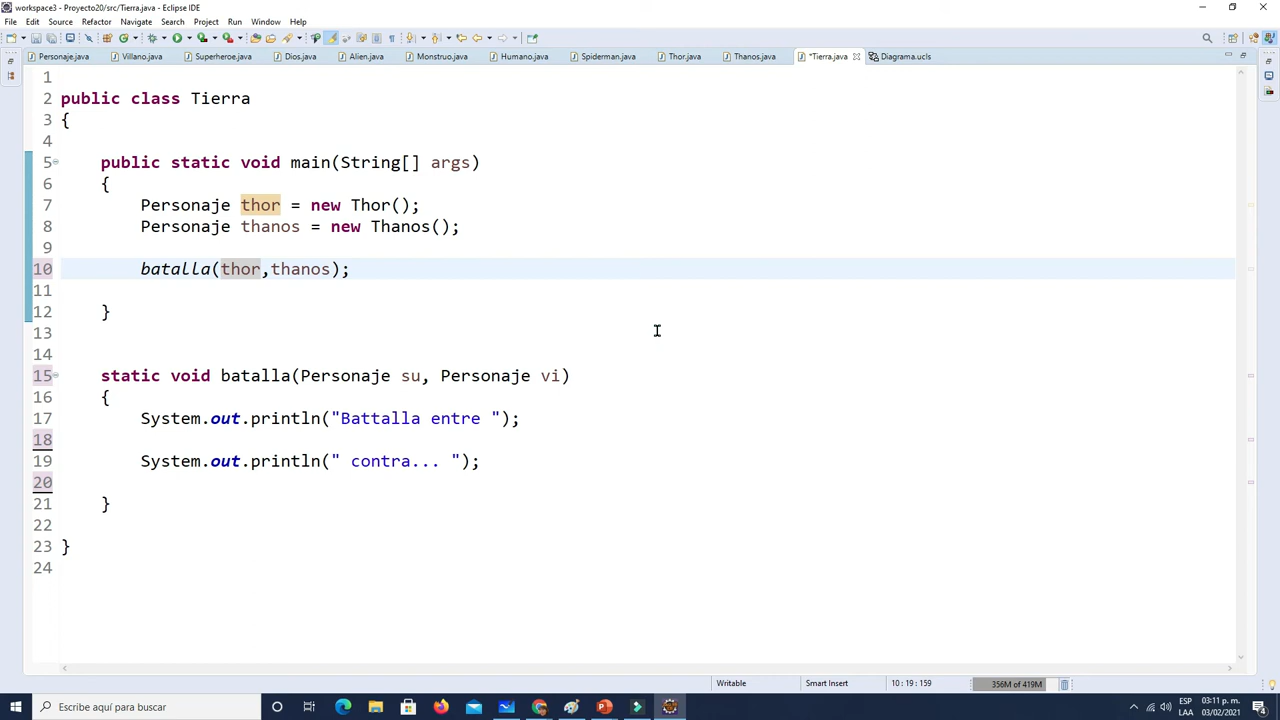 workspace3 - Proyecto20/src/Tierra.java - Eclipse IDE
File Edit Source Refactor Navigate Search Project Run Window Help
Personaje.java Villano.java Superheroe.java Dios.java Alien.java Monstruo.java Humano.java Spiderman.java Thor.java Thanos.java *Tierra.java Diagrama.ucls
1
2 public class Tierra
3 {
4
5 public static void main(String[] args)
6 {
7 Personaje thor = new Thor();
8 Personaje thanos = new Thanos();
9
10 batalla(thor,thanos);
11
12 }
13
14
15 static void batalla(Personaje su, Personaje vi)
16 {
17 System.out.println("Battalla entre ");
18
19 System.out.println(" contra... ");
20
21 }
22
23 }
24
Writable Smart Insert 10 : 19 : 159 356M of 419M
Escribe aquí para buscar
ESP 03:11 p. m.
LAA 03/02/2021
4